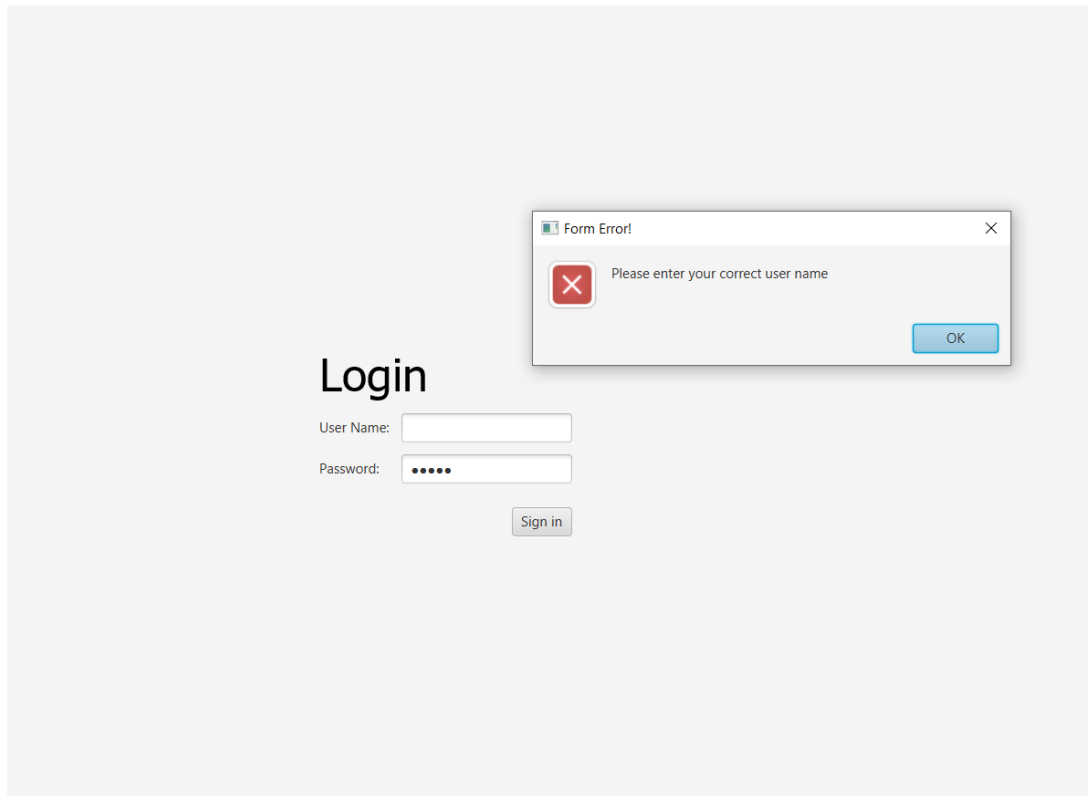 Form Error!
Please enter your correct user name
OK
Login
User Name:
Password: •••••
Sign in